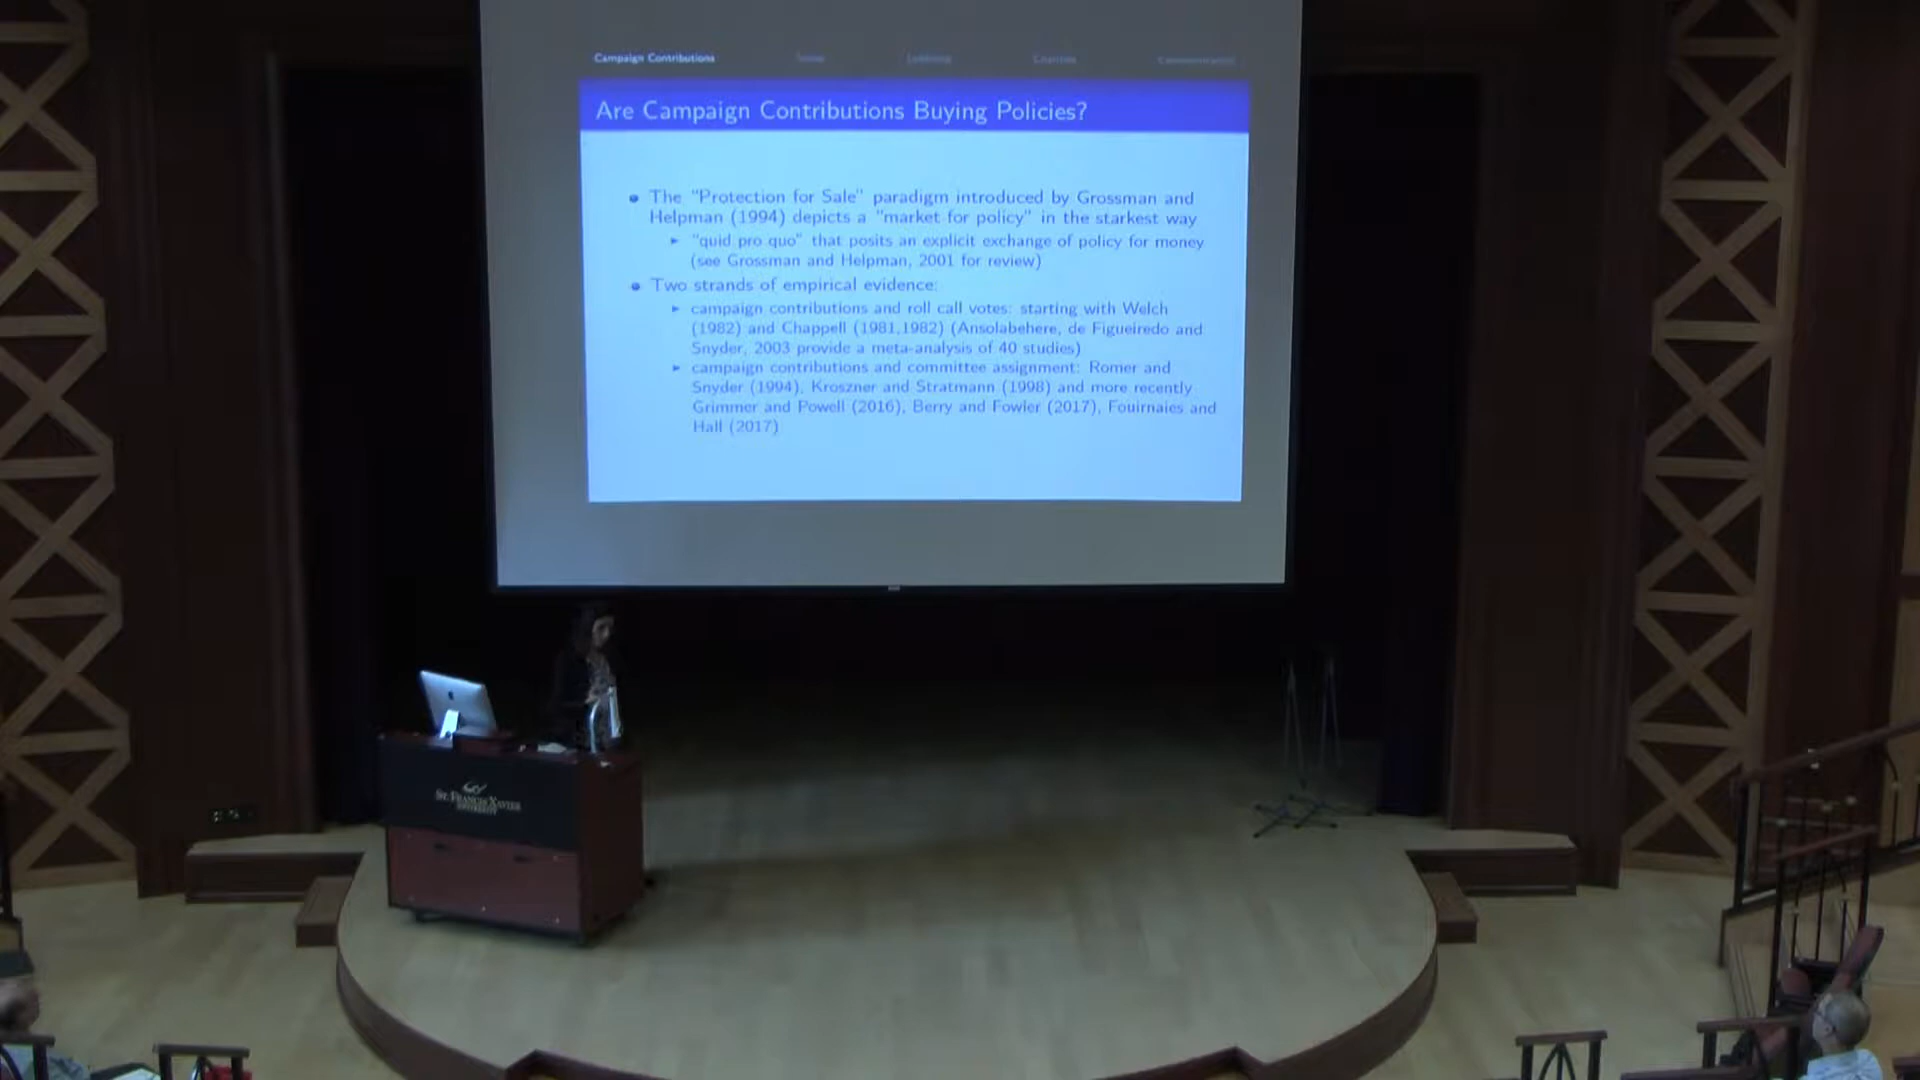 Campaign Contributions
Are Campaign Contributions Buying Policies?
The "Protection for Sale" paradigm introduced by Grossman and
Helpman (1994) depicts a "market for policy" in the starkest way
"quid pro quo" that posits an explicit exchange of policy for money
(see Grossman and Helpman, 2001 for review)
Two strands of empirical evidence:
campaign contributions and roll call votes: starting with Welch
(1982) and Chappell (1981,1982) (Ansolabehere, de Figueiredo and
Snyder, 2003 provide a meta-analysis of 40 studies)
campaign contributions and committee assignment: Romer and
Snyder (1994), Kroszner and Stratmann (1998) and more recently
Grimmer and Powell (2016), Berry and Fowler (2017), Fouirnaies and
Hall (2017)
ST. FRANCIS XAVIER
UNIVERSITY